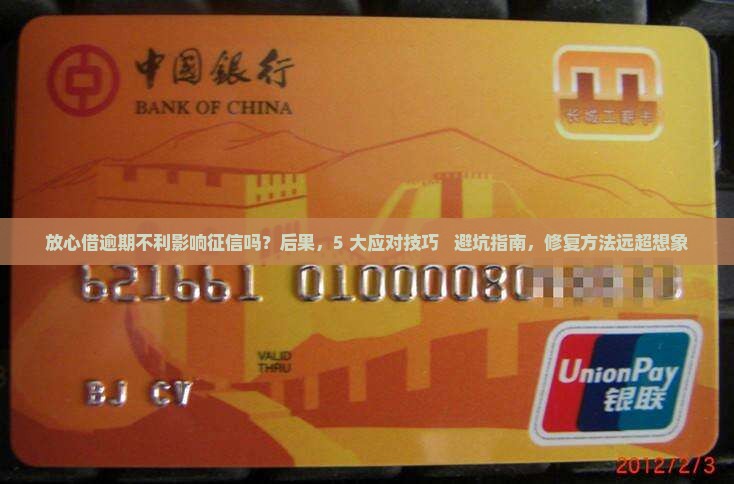 中国银行
BANK OF CHINA
长城工薪卡
放心借逾期不利影响征信吗？后果，5 大应对技巧 避坑指南，修复方法远超想象
621661 01000080
VALID
THRU
BJ CV
UnionPay
银联
2012/2/3